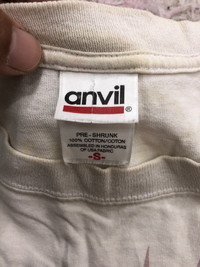 anvil®
PRE-SHRUNK
100% COTTON/COTON
ASSEMBLED IN HONDURAS
OF USA FABRIC
-S-